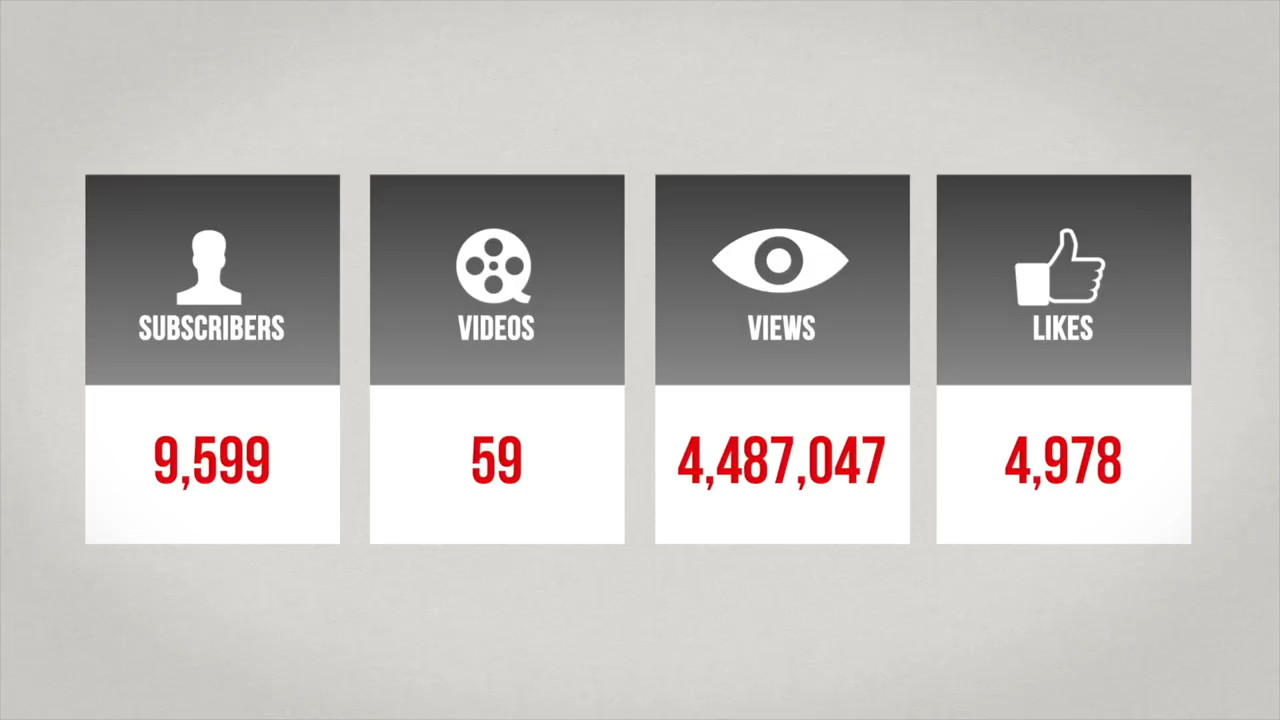 SUBSCRIBERS
VIDEOS
VIEWS
LIKES
9,599
59
4,487,047
4,978